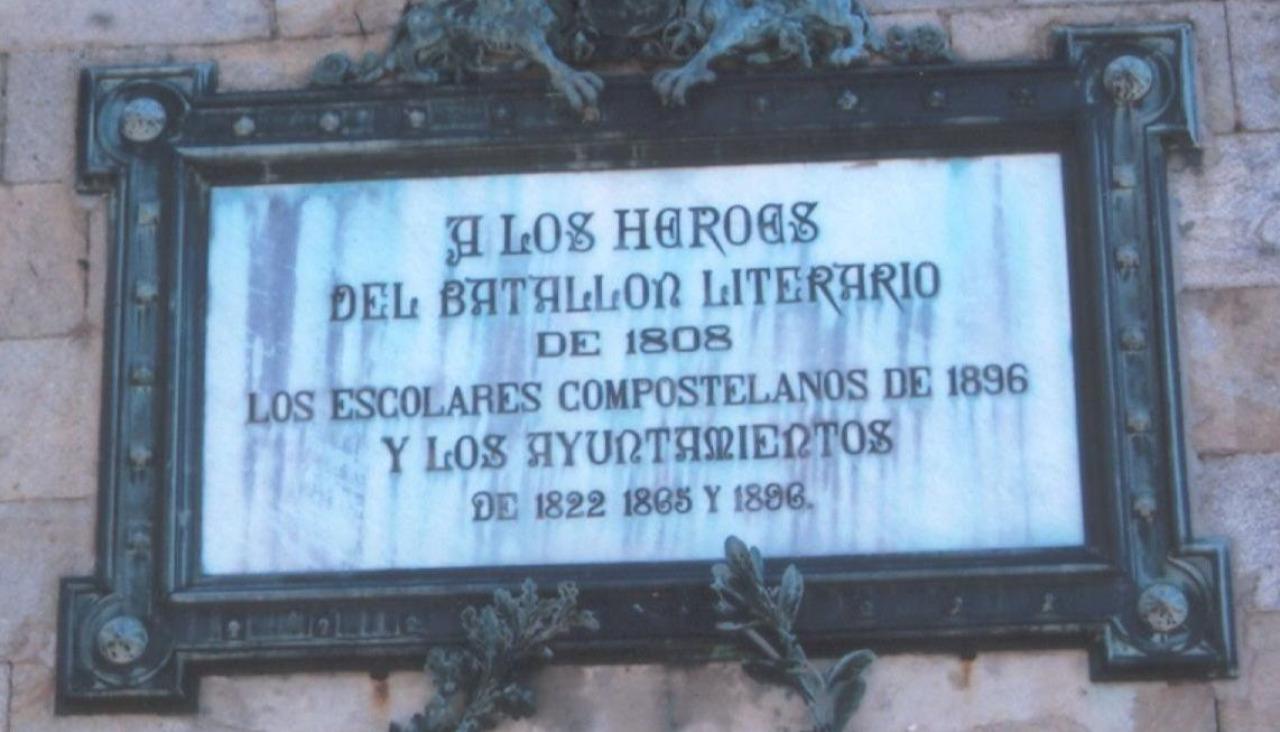 A LOS HEROES
DEL BATALLON LITERARIO
DE 1808
LOS ESCOLARES COMPOSTELANOS DE 1896
Y LOS AYUNTAMIENTOS
DE 1822 1865 Y 1896.